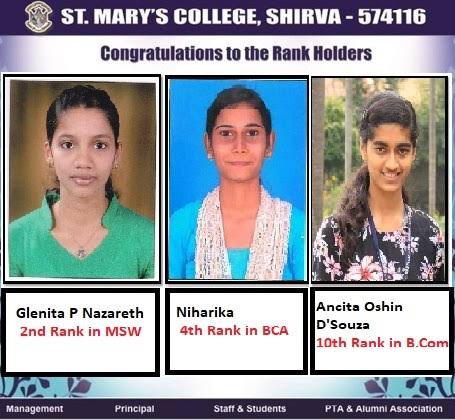 ST. MARY'S COLLEGE, SHIRVA - 574116
Congratulations to the Rank Holders
Glenita P Nazareth
2nd Rank in MSW
Niharika
4th Rank in BCA
Ancita Oshin
D'Souza
10th Rank in B.Com
Management Principal Staff & Students PTA & Alumni Association